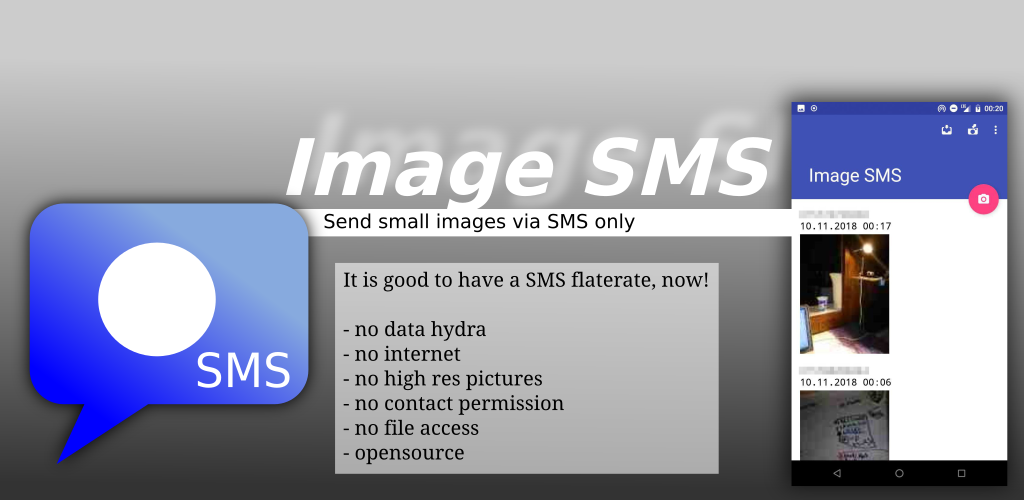 Image SMS
Send small images via SMS only
SMS
It is good to have a SMS flaterate, now!
- no data hydra
- no internet
- no high res pictures
- no contact permission
- no file access
- opensource
00:20
Image SMS
10.11.2018 00:17
10.11.2018 00:06